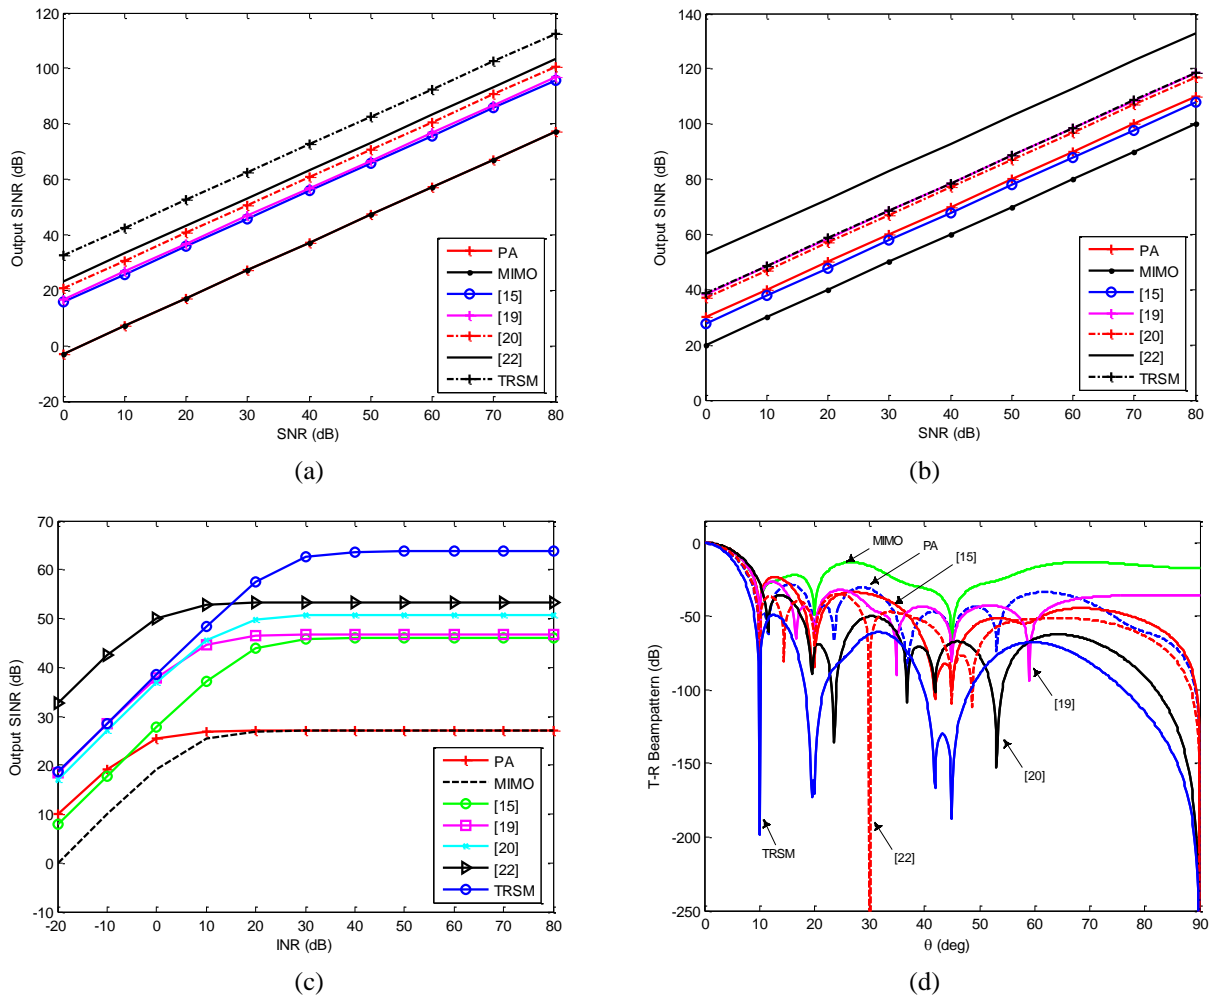 120
100
80
60
40
20
0
-20
0 10 20 30 40 50 60 70 80
Output SINR (dB)
SNR (dB)
PA
MIMO
[15]
[19]
[20]
[22]
TRSM
(a)
140
120
100
80
60
40
20
0
0 10 20 30 40 50 60 70 80
Output SINR (dB)
SNR (dB)
PA
MIMO
[15]
[19]
[20]
[22]
TRSM
(b)
70
60
50
40
30
20
10
0
-10
-20 -10 0 10 20 30 40 50 60 70 80
Output SINR (dB)
INR (dB)
PA
MIMO
[15]
[19]
[20]
[22]
TRSM
(c)
0
-50
-100
-150
-200
-250
0 10 20 30 40 50 60 70 80 90
T-R Beampattern (dB)
θ (deg)
MIMO
PA
[15]
[19]
[20]
TRSM
[22]
(d)